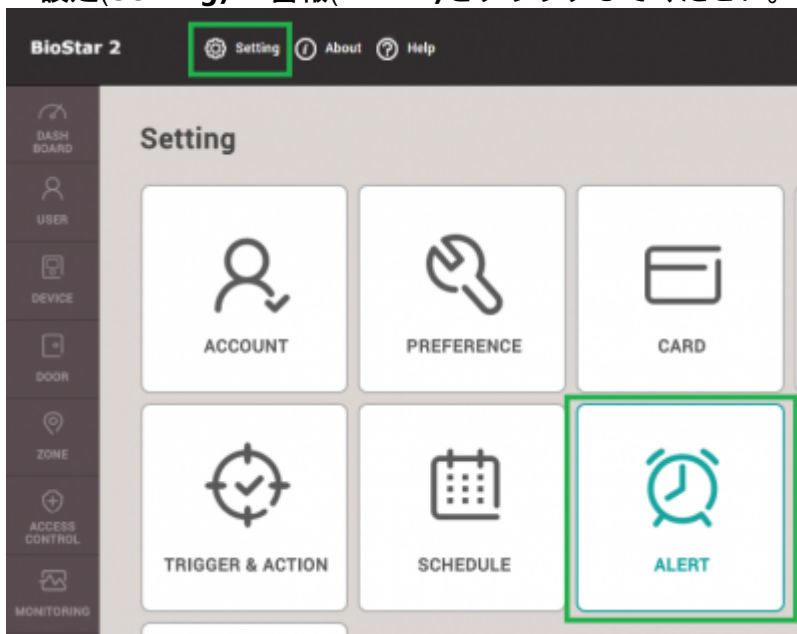 BioStar 2 Setting About Help
Setting
DASH
BOARD
USER
DEVICE
DOOR
ZONE
ACCESS
CONTROL
MONITORING
ACCOUNT PREFERENCE CARD
TRIGGER & ACTION SCHEDULE ALERT